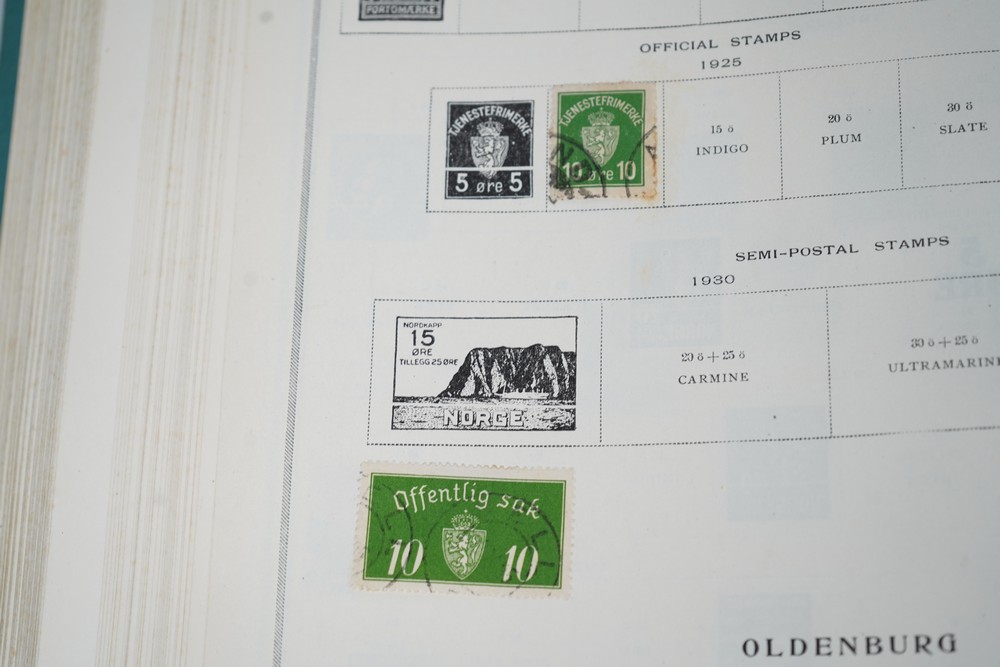 PORTOMÆRKE
OFFICIAL STAMPS
1925
TJENESTEFRIMERKE
5 øre 5
TJENESTEFRIMERKE
10 øre 10
15 ö
INDIGO
20 ö
PLUM
30 ö
SLATE
SEMI-POSTAL STAMPS
1930
NORDKAPP
15
ØRE
TILLEGG 25 ØRE
NORGE
20 ö + 25 ö
CARMINE
30 ö + 25 ö
ULTRAMARIN
Offentlig sak
10 10
OLDENBURG